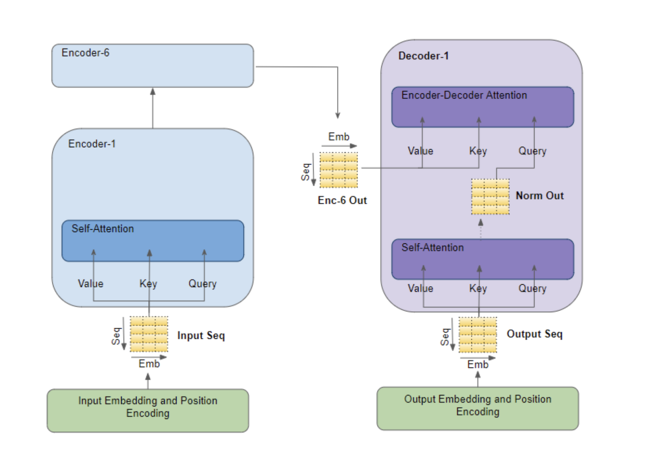 Encoder-6
Encoder-1
Self-Attention
Value Key Query
Seq
Input Seq
Emb
Input Embedding and Position
Encoding
Emb
Seq
Enc-6 Out
Decoder-1
Encoder-Decoder Attention
Value Key Query
Norm Out
Self-Attention
Value Key Query
Seq
Output Seq
Emb
Output Embedding and Position
Encoding